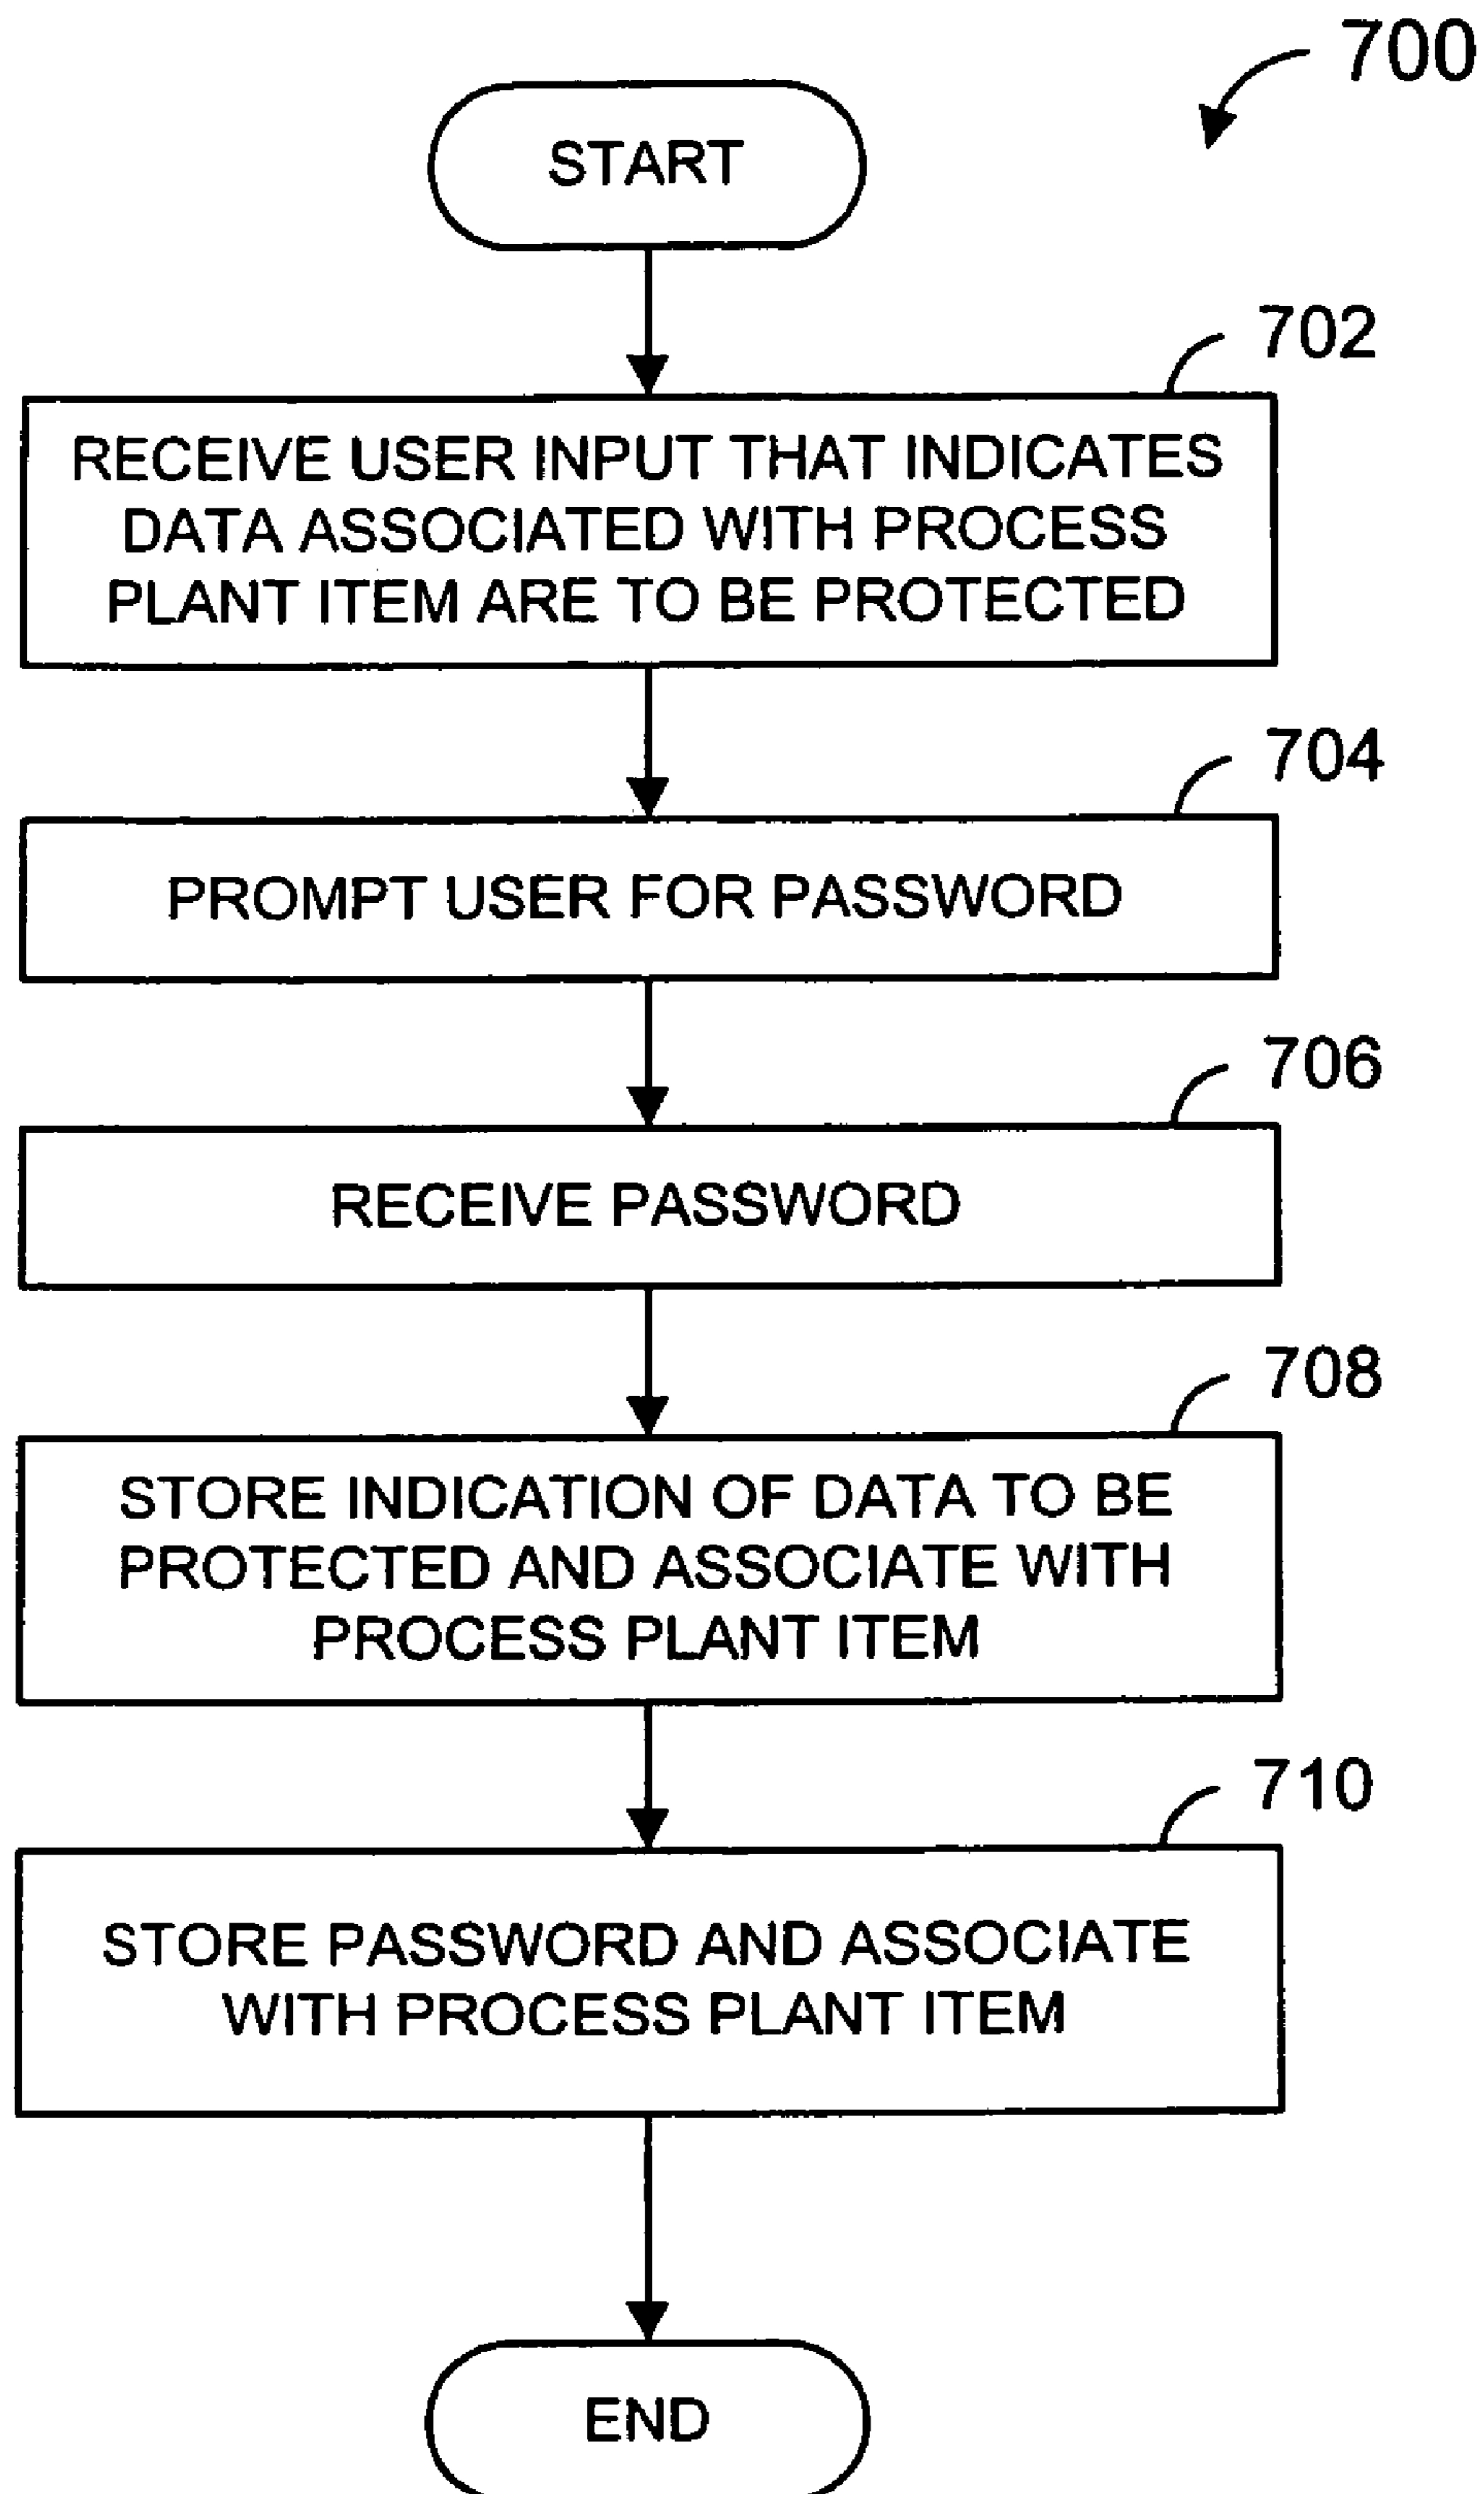 700
START
702
RECEIVE USER INPUT THAT INDICATES
DATA ASSOCIATED WITH PROCESS
PLANT ITEM ARE TO BE PROTECTED
704
PROMPT USER FOR PASSWORD
706
RECEIVE PASSWORD
708
STORE INDICATION OF DATA TO BE
PROTECTED AND ASSOCIATE WITH
PROCESS PLANT ITEM
710
STORE PASSWORD AND ASSOCIATE
WITH PROCESS PLANT ITEM
END